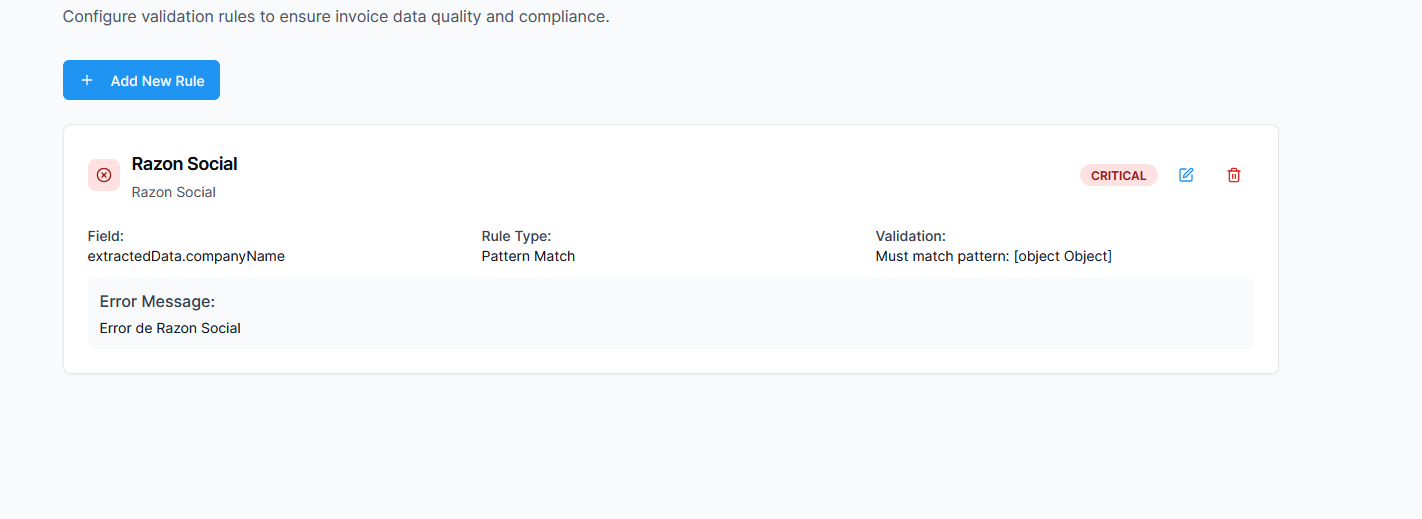 Configure validation rules to ensure invoice data quality and compliance.
Add New Rule
Razon Social
Razon Social
CRITICAL
Field:
extractedData.companyName
Rule Type:
Pattern Match
Validation:
Must match pattern: [object Object]
Error Message:
Error de Razon Social